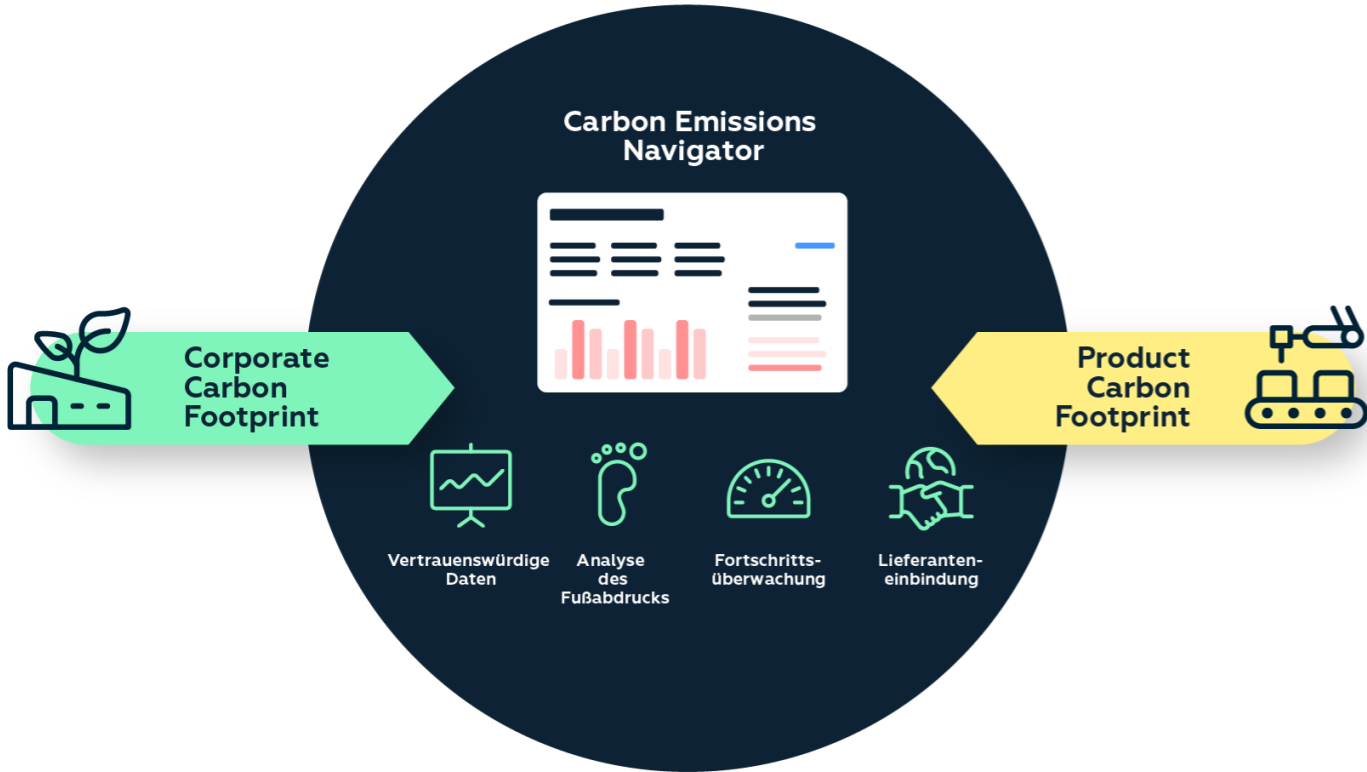 Carbon Emissions
Navigator
Corporate
Carbon
Footprint
Product
Carbon
Footprint
Vertrauenswürdige
Daten
Analyse
des
Fußabdrucks
Fortschritts-
überwachung
Lieferanten-
einbindung